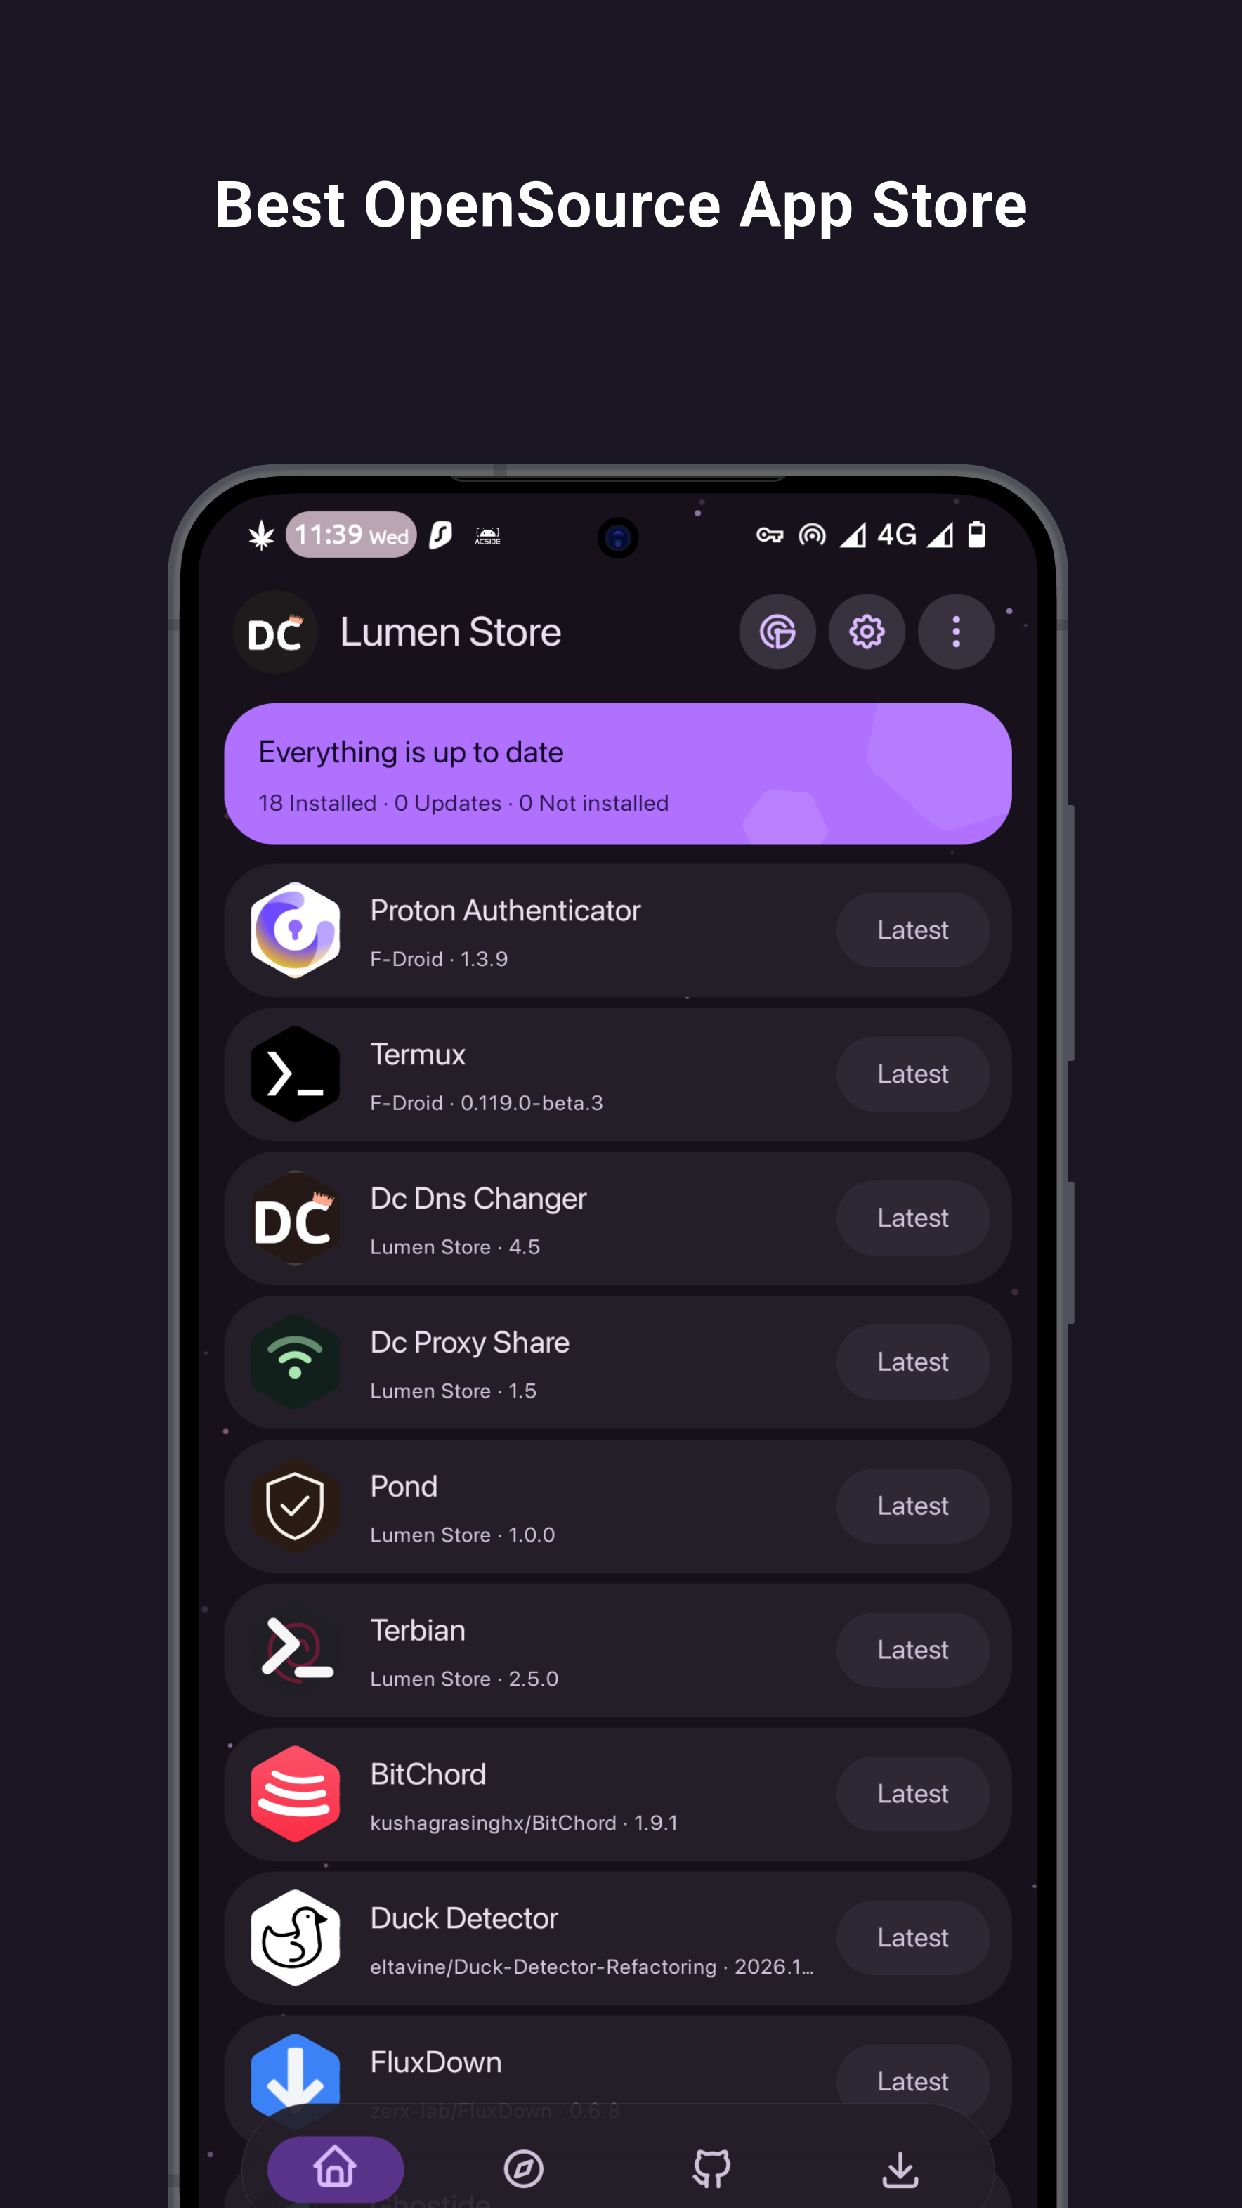 Best OpenSource App Store
11:39 Wed
ACSIDE
4G
DC
Lumen Store
Everything is up to date
18 Installed · 0 Updates · 0 Not installed
Proton Authenticator
F-Droid · 1.3.9
Latest
Termux
F-Droid · 0.119.0-beta.3
Latest
DC
Dc Dns Changer
Lumen Store · 4.5
Latest
Dc Proxy Share
Lumen Store · 1.5
Latest
Pond
Lumen Store · 1.0.0
Latest
Terbian
Lumen Store · 2.5.0
Latest
BitChord
kushagrasinghx/BitChord · 1.9.1
Latest
Duck Detector
eltavine/Duck-Detector-Refactoring · 2026.1...
Latest
FluxDown
zerx-lab/FluxDown · 0.6.8
Latest